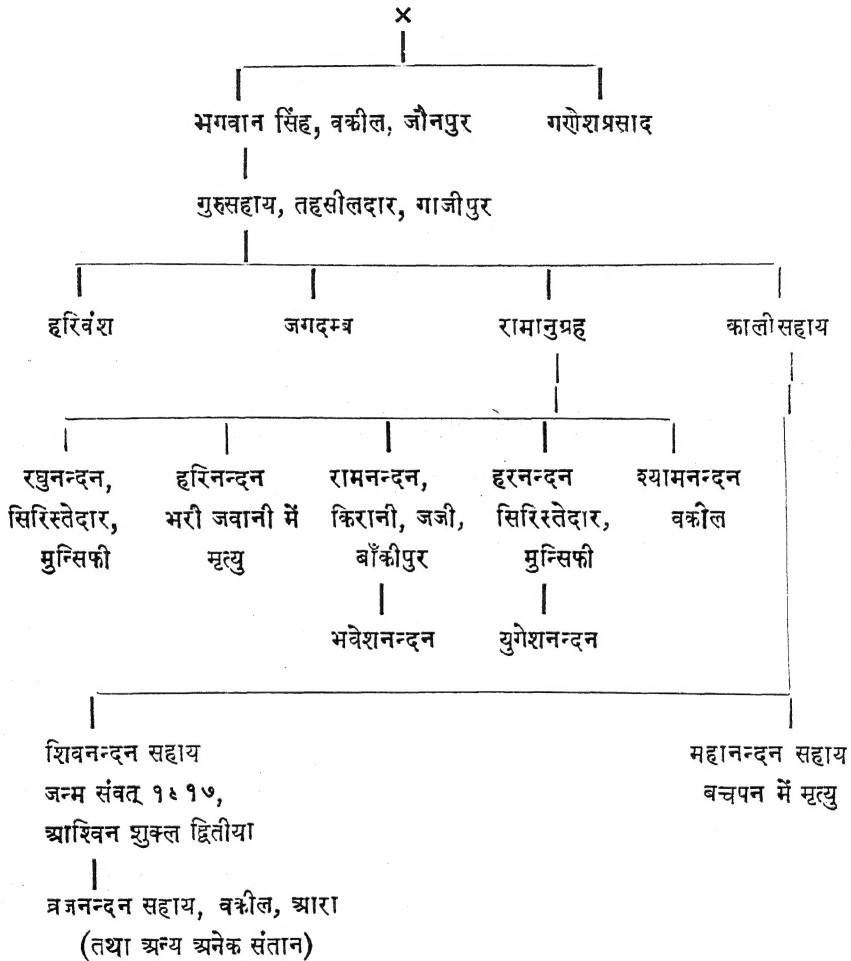 ×
भगवान सिंह, वकील, जौनपुर गणेशप्रसाद
गुरुसहाय, तहसीलदार, गाजीपुर
हरिवंश जगदम्ब रामानुग्रह कालीसहाय
रघुनन्दन, हरिनन्दन रामनन्दन, हरनन्दन श्यामनन्दन
सिरिस्तेदार, भरी जवानी में किरानी, जजी, सिरिस्तेदार, वकील
मुन्सिफी मृत्यु बाँकीपुर मुन्सिफी
भवेशनन्दन युगेशनन्दन
शिवनन्दन सहाय महानन्दन सहाय
जन्म संवत् १९१७, बचपन में मृत्यु
आश्विन शुक्ल द्वितीया
व्रजनन्दन सहाय, वकील, आरा
(तथा अन्य अनेक संतान)